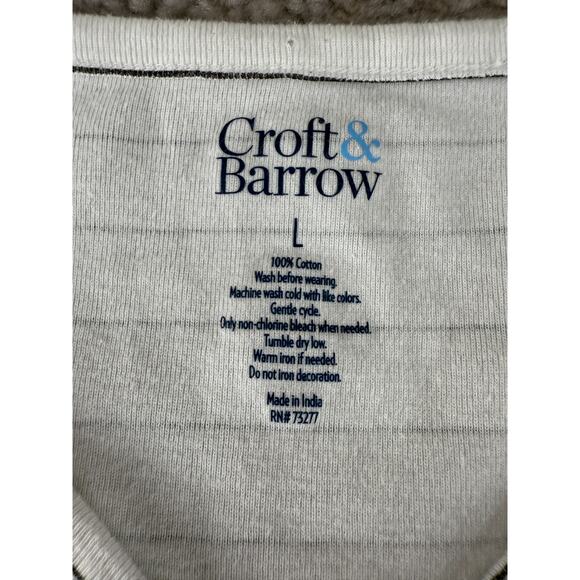 Croft&
Barrow
L
100% Cotton
Wash before wearing.
Machine wash cold with like colors.
Gentle cycle.
Only non-chlorine bleach when needed.
Tumble dry low.
Warm iron if needed.
Do not iron decoration.
Made in India
RN# 73277